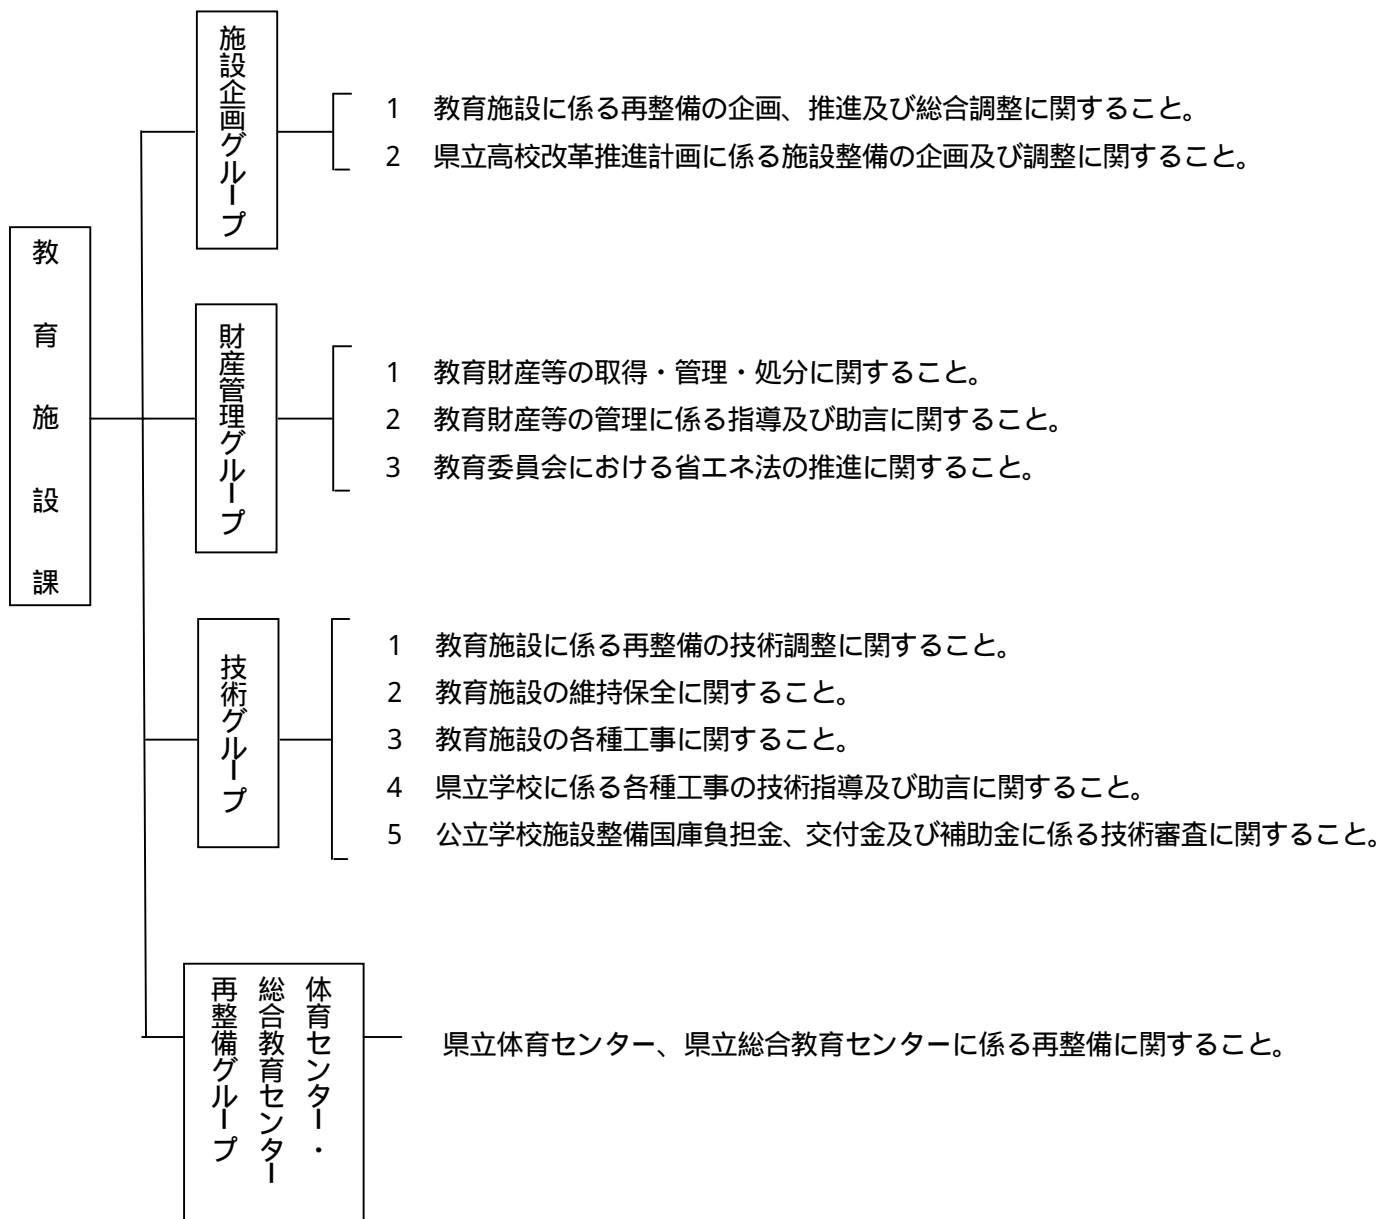 教育施設課
施設企画グループ
1 教育施設に係る再整備の企画、推進及び総合調整に関すること。
2 県立高校改革推進計画に係る施設整備の企画及び調整に関すること。
財産管理グループ
1 教育財産等の取得・管理・処分に関すること。
2 教育財産等の管理に係る指導及び助言に関すること。
3 教育委員会における省エネ法の推進に関すること。
技術グループ
1 教育施設に係る再整備の技術調整に関すること。
2 教育施設の維持保全に関すること。
3 教育施設の各種工事に関すること。
4 県立学校に係る各種工事の技術指導及び助言に関すること。
5 公立学校施設整備国庫負担金、交付金及び補助金に係る技術審査に関すること。
体育センター・
総合教育センター
再整備グループ
県立体育センター、県立総合教育センターに係る再整備に関すること。